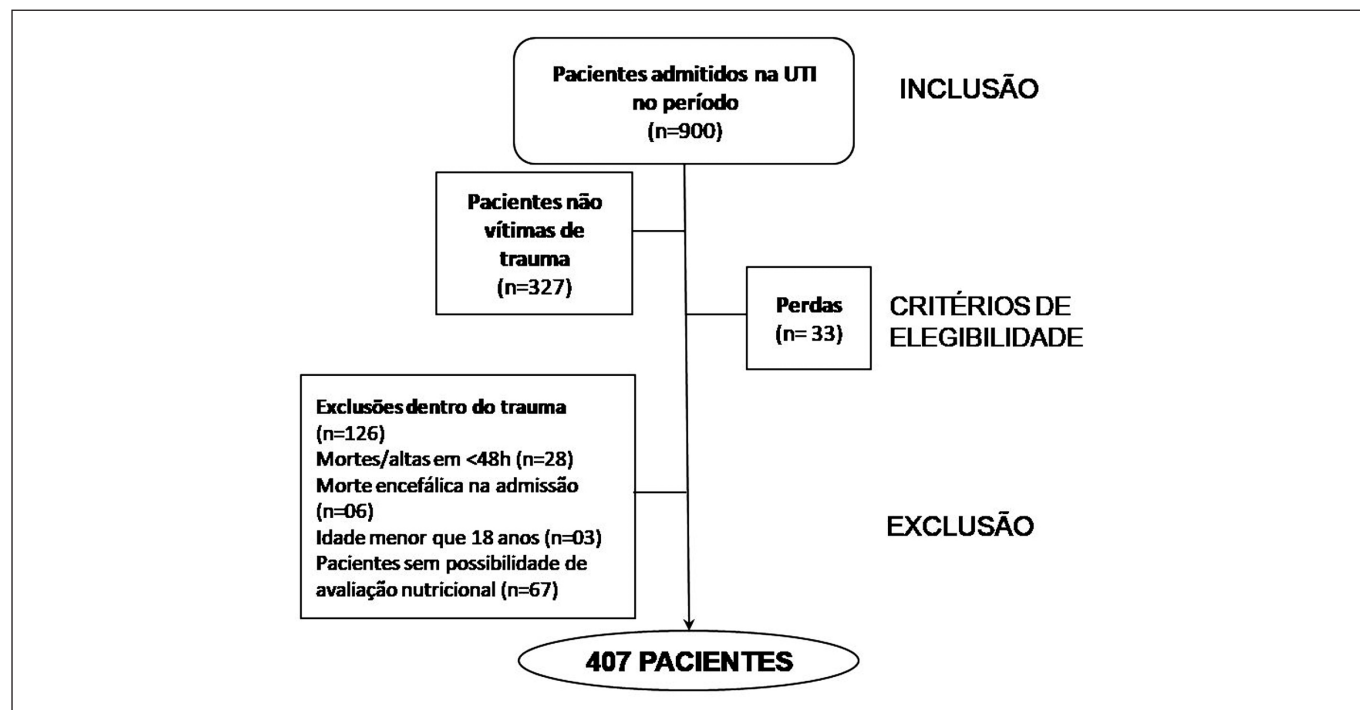 Pacientes admitidos na UTI
no período
(n=900)
INCLUSÃO
Pacientes não
vítimas de
trauma
(n=327)
Perdas
(n= 33)
CRITÉRIOS DE
ELEGIBILIDADE
Exclusões dentro do trauma
(n=126)
Mortes/altas em <48h (n=28)
Morte encefálica na admissão
(n=06)
Idade menor que 18 anos (n=03)
Pacientes sem possibilidade de
avaliação nutricional (n=67)
EXCLUSÃO
407 PACIENTES